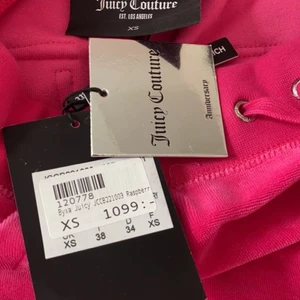 Juicy Couture
EST. LOS ANGELES
XS
Juicy Couture
Anniversary
120778
Byxa Juicy JCCB221003 Raspberr
XS 1099:-
I D F
XS 38 34 XS